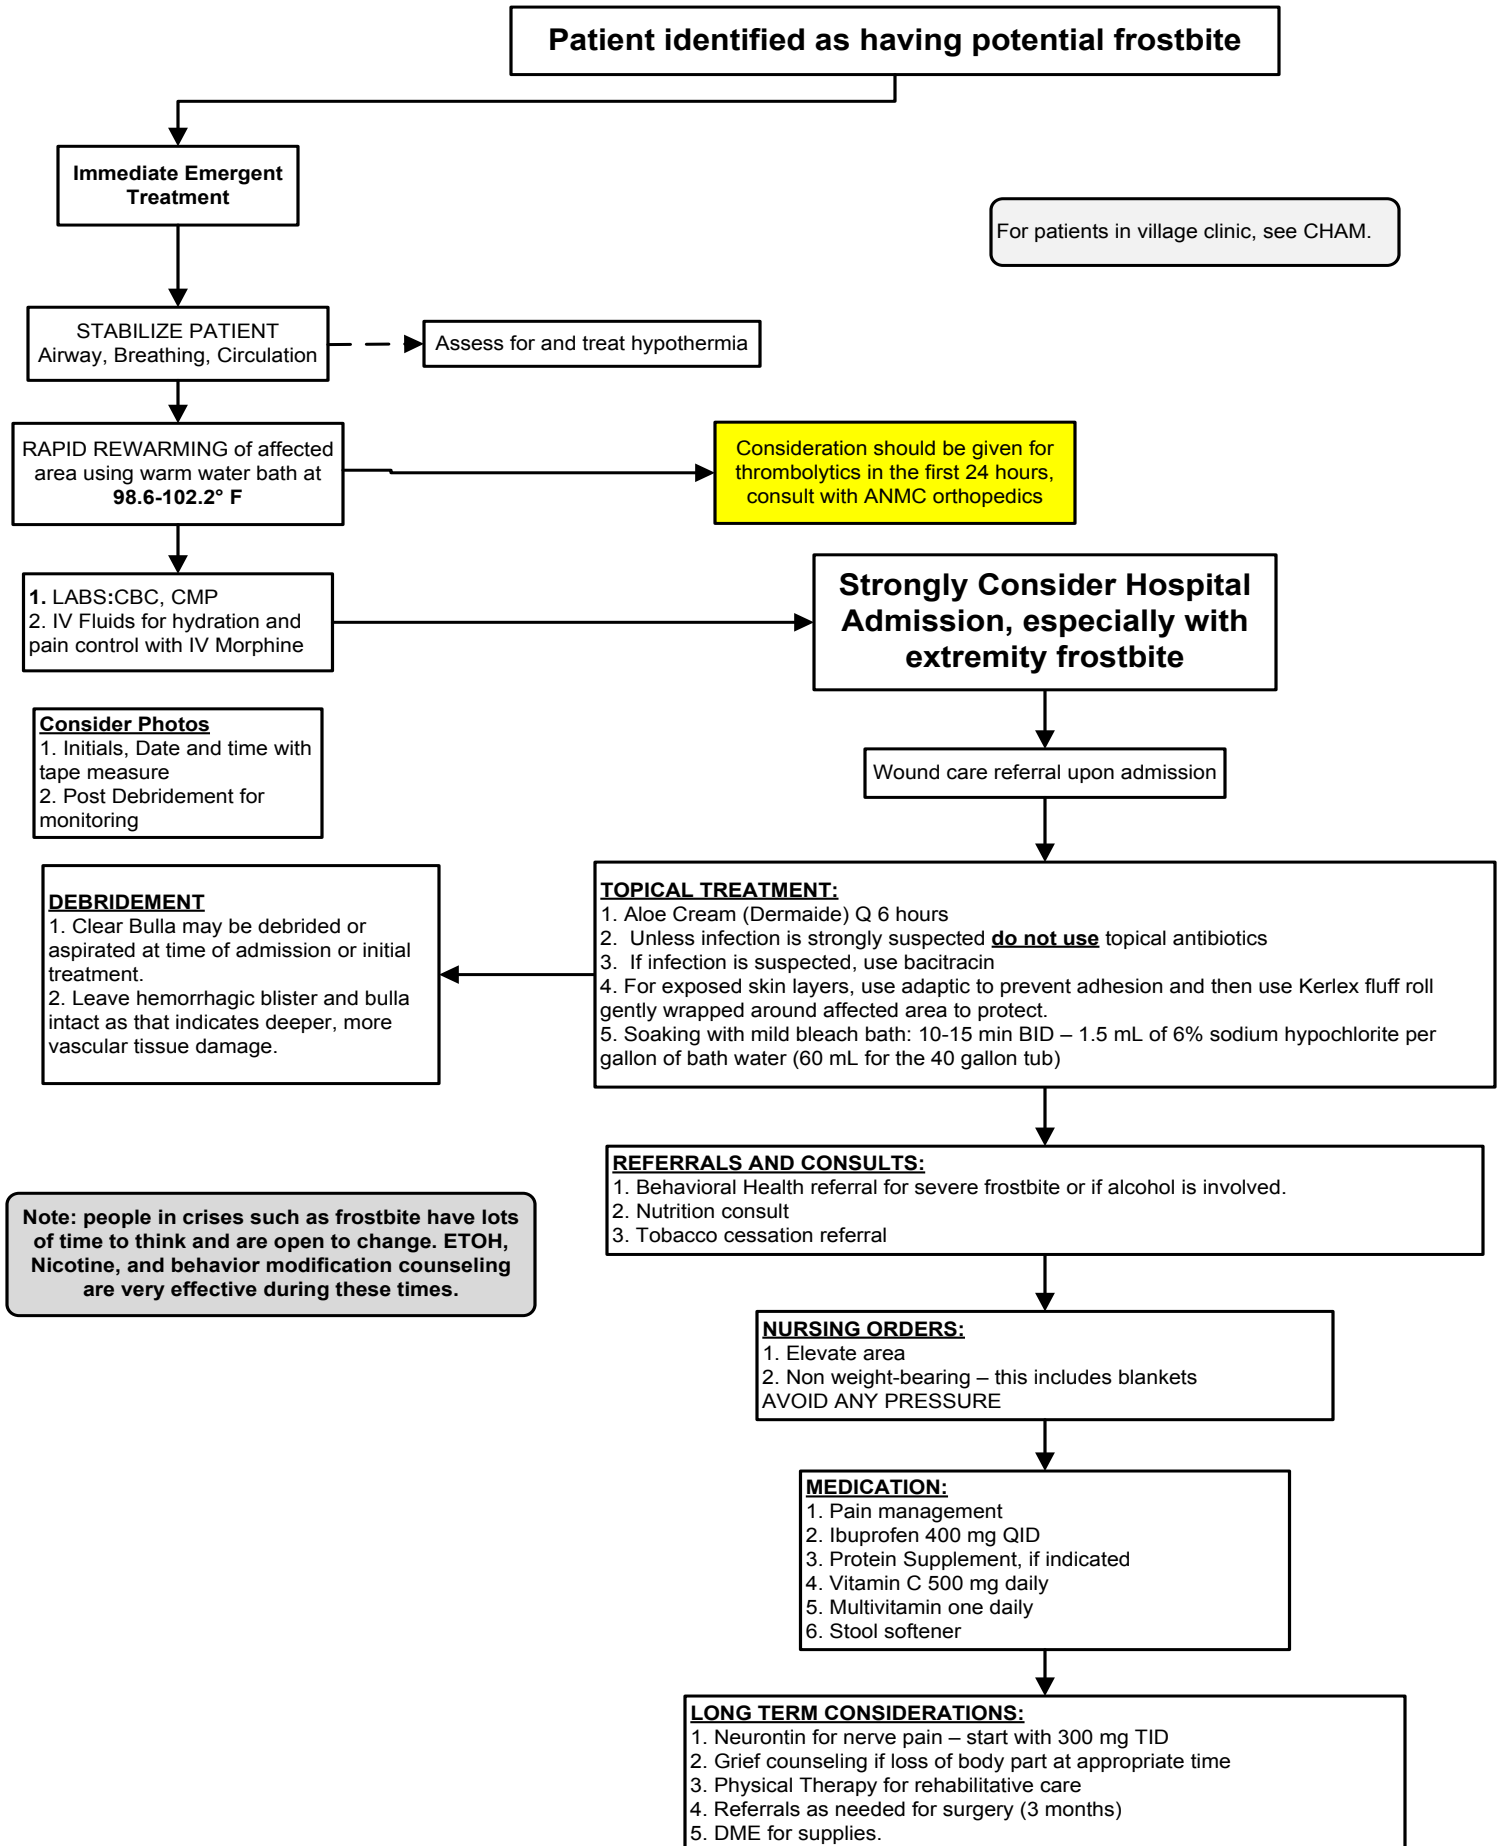 Patient identified as having potential frostbite
Immediate Emergent
Treatment
For patients in village clinic, see CHAM.
STABILIZE PATIENT
Airway, Breathing, Circulation
Assess for and treat hypothermia
RAPID REWARMING of affected
area using warm water bath at
98.6-102.2° F
Consideration should be given for
thrombolytics in the first 24 hours,
consult with ANMC orthopedics
1. LABS:CBC, CMP
2. IV Fluids for hydration and
pain control with IV Morphine
Strongly Consider Hospital
Admission, especially with
extremity frostbite
Consider Photos
1. Initials, Date and time with
tape measure
2. Post Debridement for
monitoring
Wound care referral upon admission
DEBRIDEMENT
1. Clear Bulla may be debrided or
aspirated at time of admission or initial
treatment.
2. Leave hemorrhagic blister and bulla
intact as that indicates deeper, more
vascular tissue damage.
TOPICAL TREATMENT:
1. Aloe Cream (Dermaide) Q 6 hours
2. Unless infection is strongly suspected do not use topical antibiotics
3. If infection is suspected, use bacitracin
4. For exposed skin layers, use adaptic to prevent adhesion and then use Kerlex fluff roll
gently wrapped around affected area to protect.
5. Soaking with mild bleach bath: 10-15 min BID – 1.5 mL of 6% sodium hypochlorite per
gallon of bath water (60 mL for the 40 gallon tub)
REFERRALS AND CONSULTS:
1. Behavioral Health referral for severe frostbite or if alcohol is involved.
2. Nutrition consult
3. Tobacco cessation referral
Note: people in crises such as frostbite have lots
of time to think and are open to change. ETOH,
Nicotine, and behavior modification counseling
are very effective during these times.
NURSING ORDERS:
1. Elevate area
2. Non weight-bearing – this includes blankets
AVOID ANY PRESSURE
MEDICATION:
1. Pain management
2. Ibuprofen 400 mg QID
3. Protein Supplement, if indicated
4. Vitamin C 500 mg daily
5. Multivitamin one daily
6. Stool softener
LONG TERM CONSIDERATIONS:
1. Neurontin for nerve pain – start with 300 mg TID
2. Grief counseling if loss of body part at appropriate time
3. Physical Therapy for rehabilitative care
4. Referrals as needed for surgery (3 months)
5. DME for supplies.